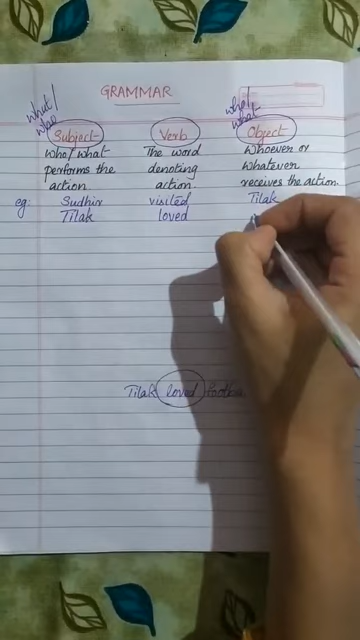 GRAMMAR
what/ who/
who what
Subject Verb Object
Who/what The word Whoever or
performs the denoting whatever
action. action. receives the action.
eg: Sudhir visited Tilak
Tilak loved
Tilak loved